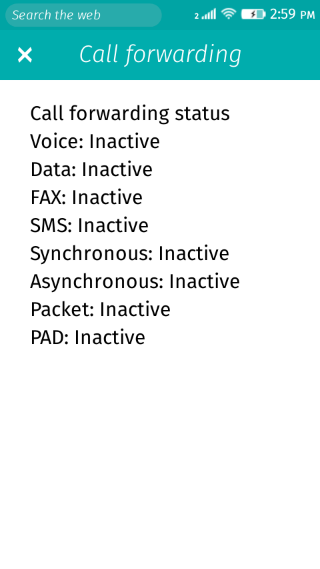 Search the web
2
2:59 PM
Call forwarding
Call forwarding status
Voice: Inactive
Data: Inactive
FAX: Inactive
SMS: Inactive
Synchronous: Inactive
Asynchronous: Inactive
Packet: Inactive
PAD: Inactive